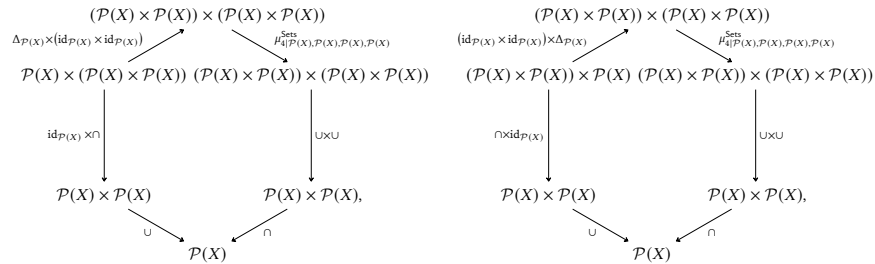 (𝒫(X) × 𝒫(X)) × (𝒫(X) × 𝒫(X)) (𝒫(X) × 𝒫(X)) × (𝒫(X) × 𝒫(X))
Δ_{𝒫(X)}×(id_{𝒫(X)} × id_{𝒫(X)}) μ^{Sets}_{4|𝒫(X),𝒫(X),𝒫(X),𝒫(X)} (id_{𝒫(X)} × id_{𝒫(X)})×Δ_{𝒫(X)} μ^{Sets}_{4|𝒫(X),𝒫(X),𝒫(X),𝒫(X)}
𝒫(X) × (𝒫(X) × 𝒫(X)) (𝒫(X) × 𝒫(X)) × (𝒫(X) × 𝒫(X)) (𝒫(X) × 𝒫(X)) × 𝒫(X) (𝒫(X) × 𝒫(X)) × (𝒫(X) × 𝒫(X))
id_{𝒫(X)} ×∩ ∪×∪ ∩×id_{𝒫(X)} ∪×∪
𝒫(X) × 𝒫(X) 𝒫(X) × 𝒫(X), 𝒫(X) × 𝒫(X) 𝒫(X) × 𝒫(X),
∪ ∩ ∪ ∩
𝒫(X) 𝒫(X)